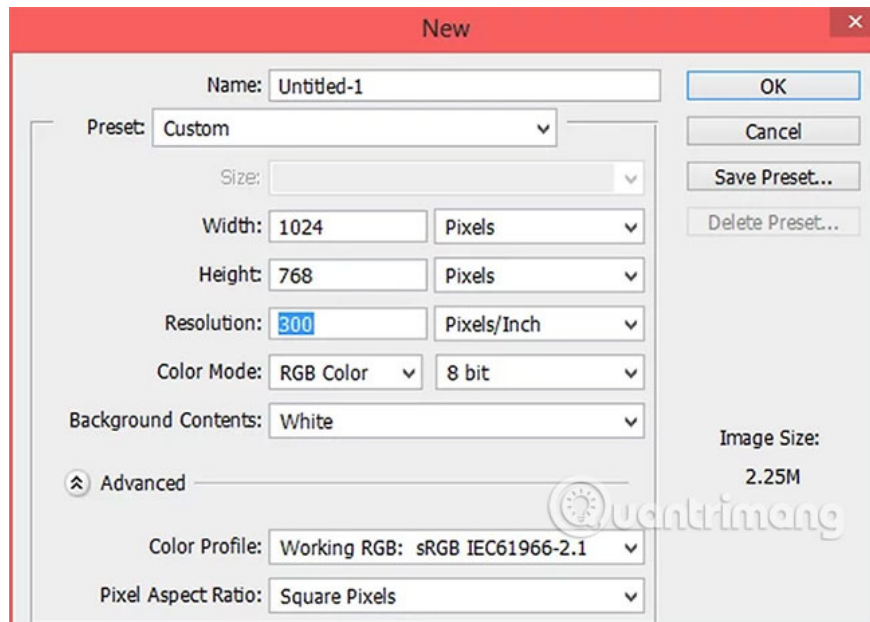 New
Name: Untitled-1
OK
Preset: Custom
Cancel
Size:
Save Preset...
Width: 1024 Pixels
Delete Preset...
Height: 768 Pixels
Resolution: 300 Pixels/Inch
Color Mode: RGB Color 8 bit
Background Contents: White
Image Size:
2.25M
Advanced
Quantrimang
Color Profile: Working RGB: sRGB IEC61966-2.1
Pixel Aspect Ratio: Square Pixels